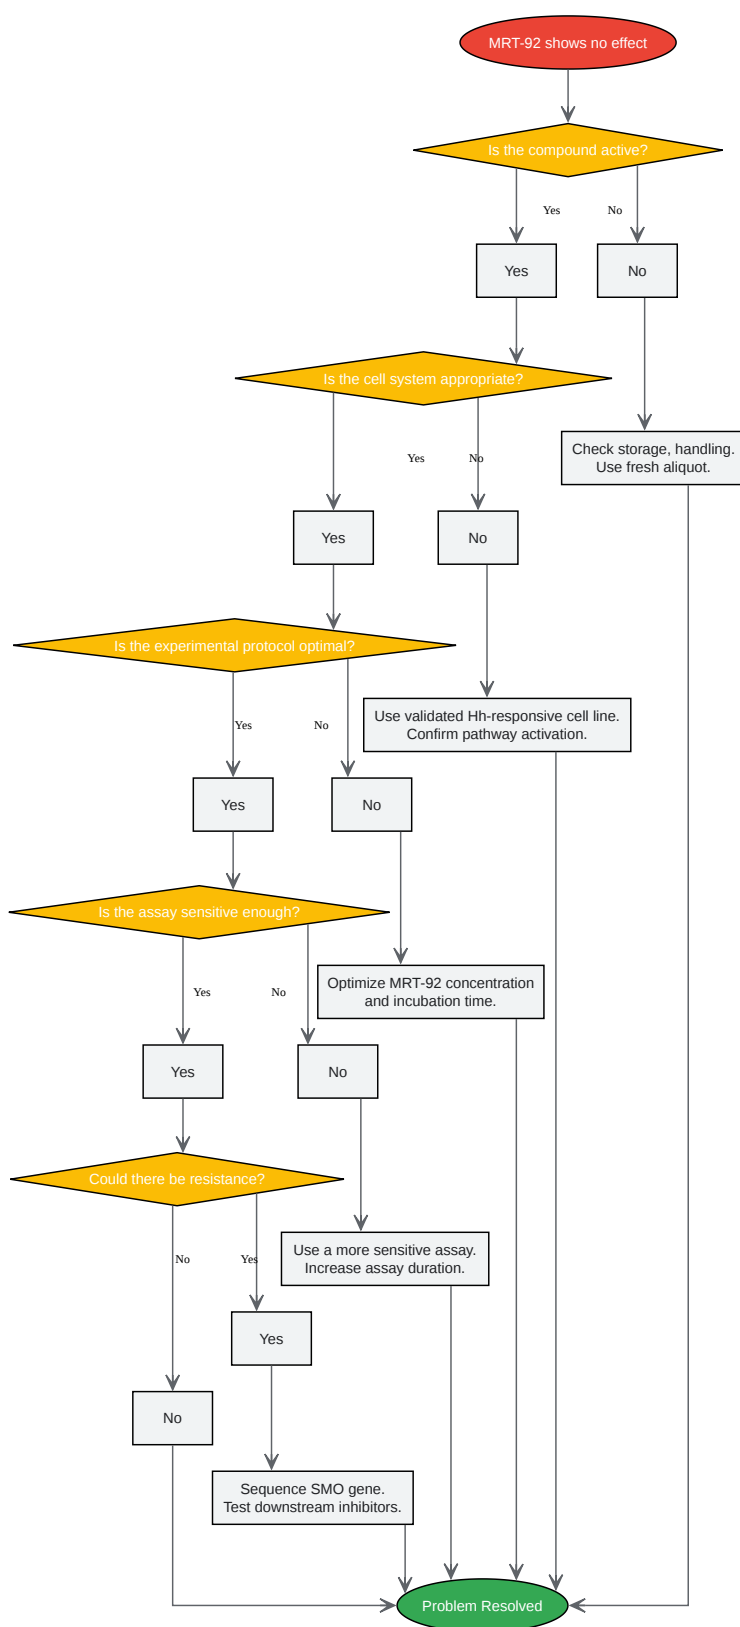 MRT-92 shows no effect
Is the compound active?
Yes
No
Yes
No
Is the cell system appropriate?
Check storage, handling.
Use fresh aliquot.
Yes
No
Yes
No
Is the experimental protocol optimal?
Use validated Hh-responsive cell line.
Confirm pathway activation.
Yes
No
Yes
No
Is the assay sensitive enough?
Optimize MRT-92 concentration
and incubation time.
Yes
No
Yes
No
Could there be resistance?
Use a more sensitive assay.
Increase assay duration.
No
Yes
Yes
No
Sequence SMO gene.
Test downstream inhibitors.
Problem Resolved